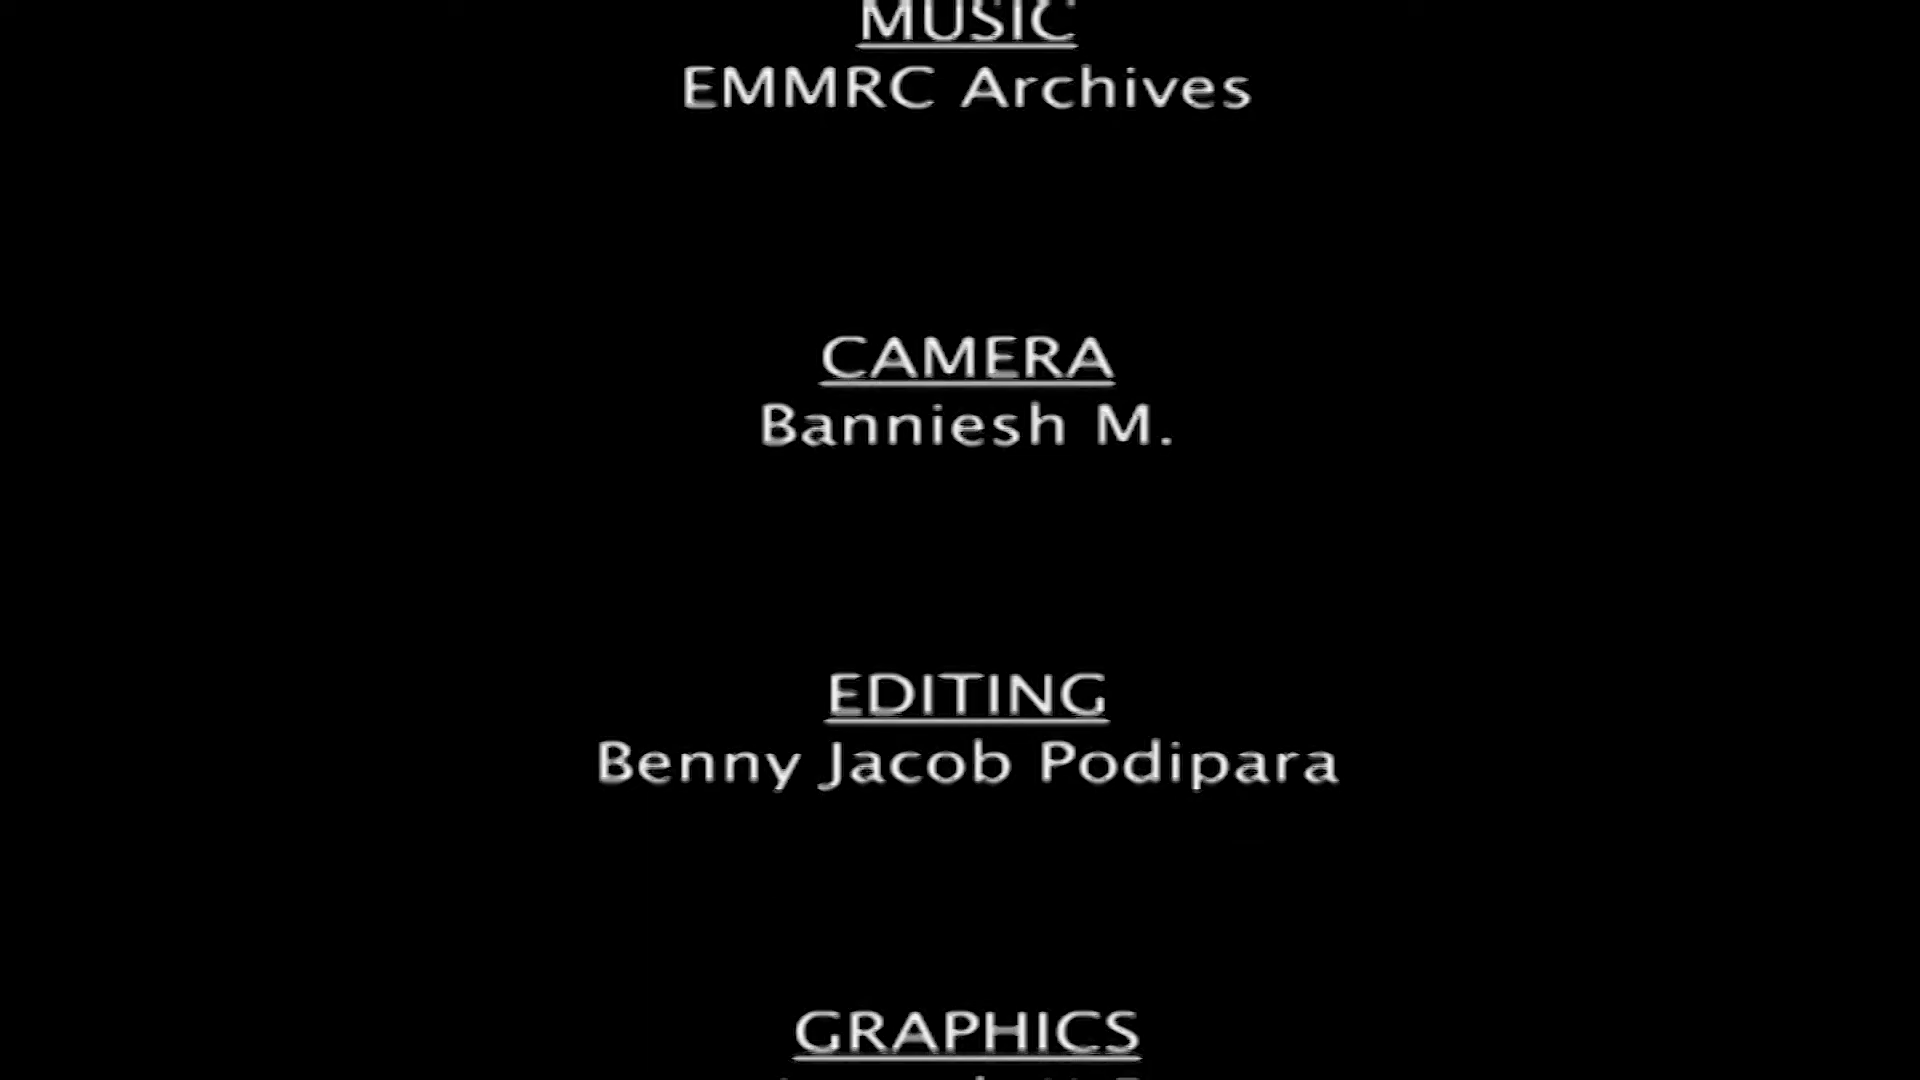 MUSIC
EMMRC Archives
CAMERA
Banniesh M.
EDITING
Benny Jacob Podipara
GRAPHICS